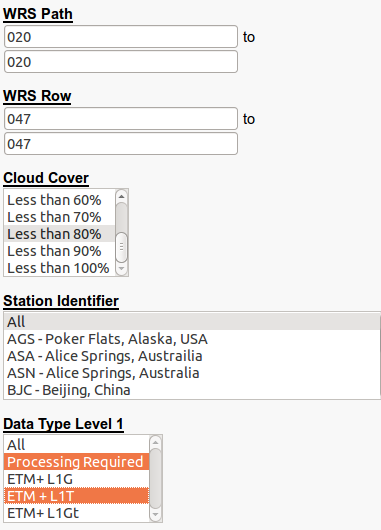 WRS Path
020 to
020
WRS Row
047 to
047
Cloud Cover
Less than 60%
Less than 70%
Less than 80%
Less than 90%
Less than 100%
Station Identifier
All
AGS - Poker Flats, Alaska, USA
ASA - Alice Springs, Austrailia
ASN - Alice Springs, Austrailia
BJC - Beijing, China
Data Type Level 1
All
Processing Required
ETM+ L1G
ETM + L1T
ETM+ L1Gt